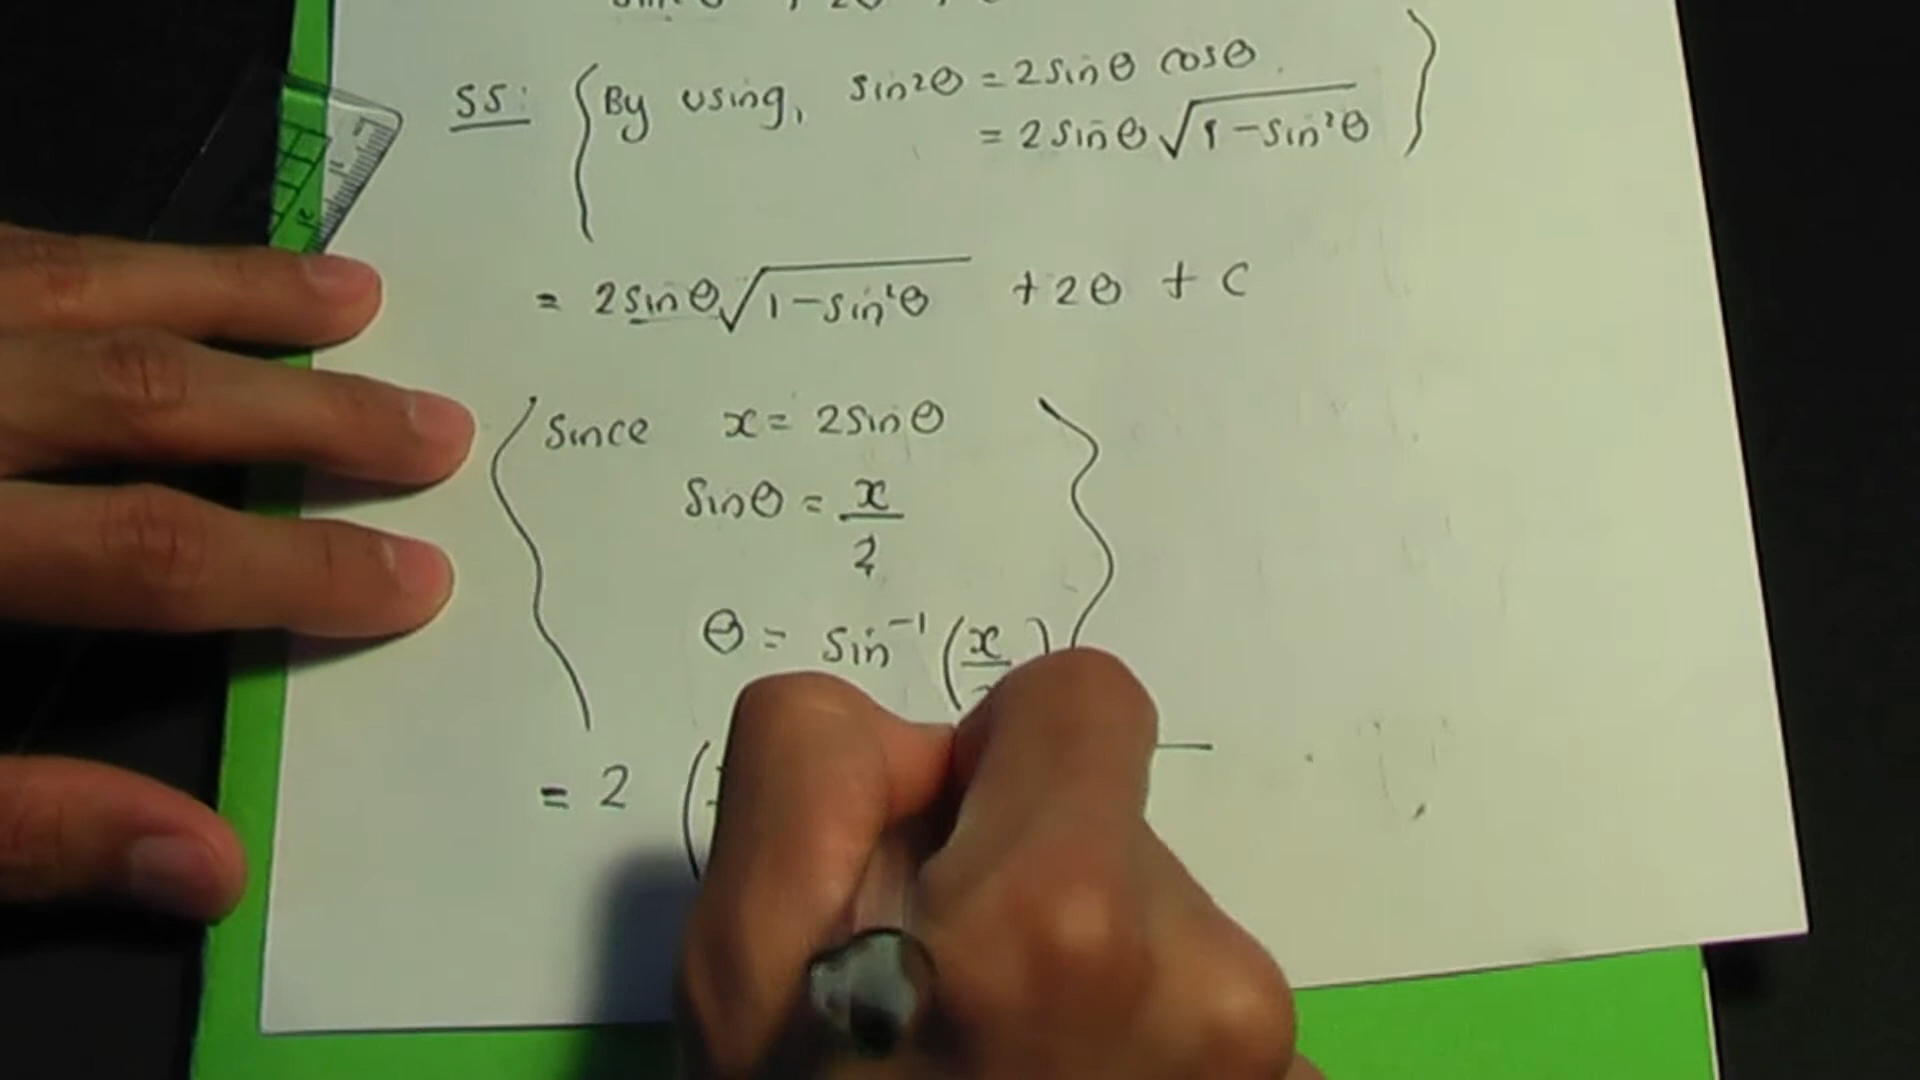 SS: By using, sin2θ = 2sinθ cosθ
= 2sinθ√1-sin²θ
= 2sinθ√1-sin²θ + 2θ + C
Since x = 2sinθ
sinθ = x/2
θ = sin⁻¹(x
= 2 (